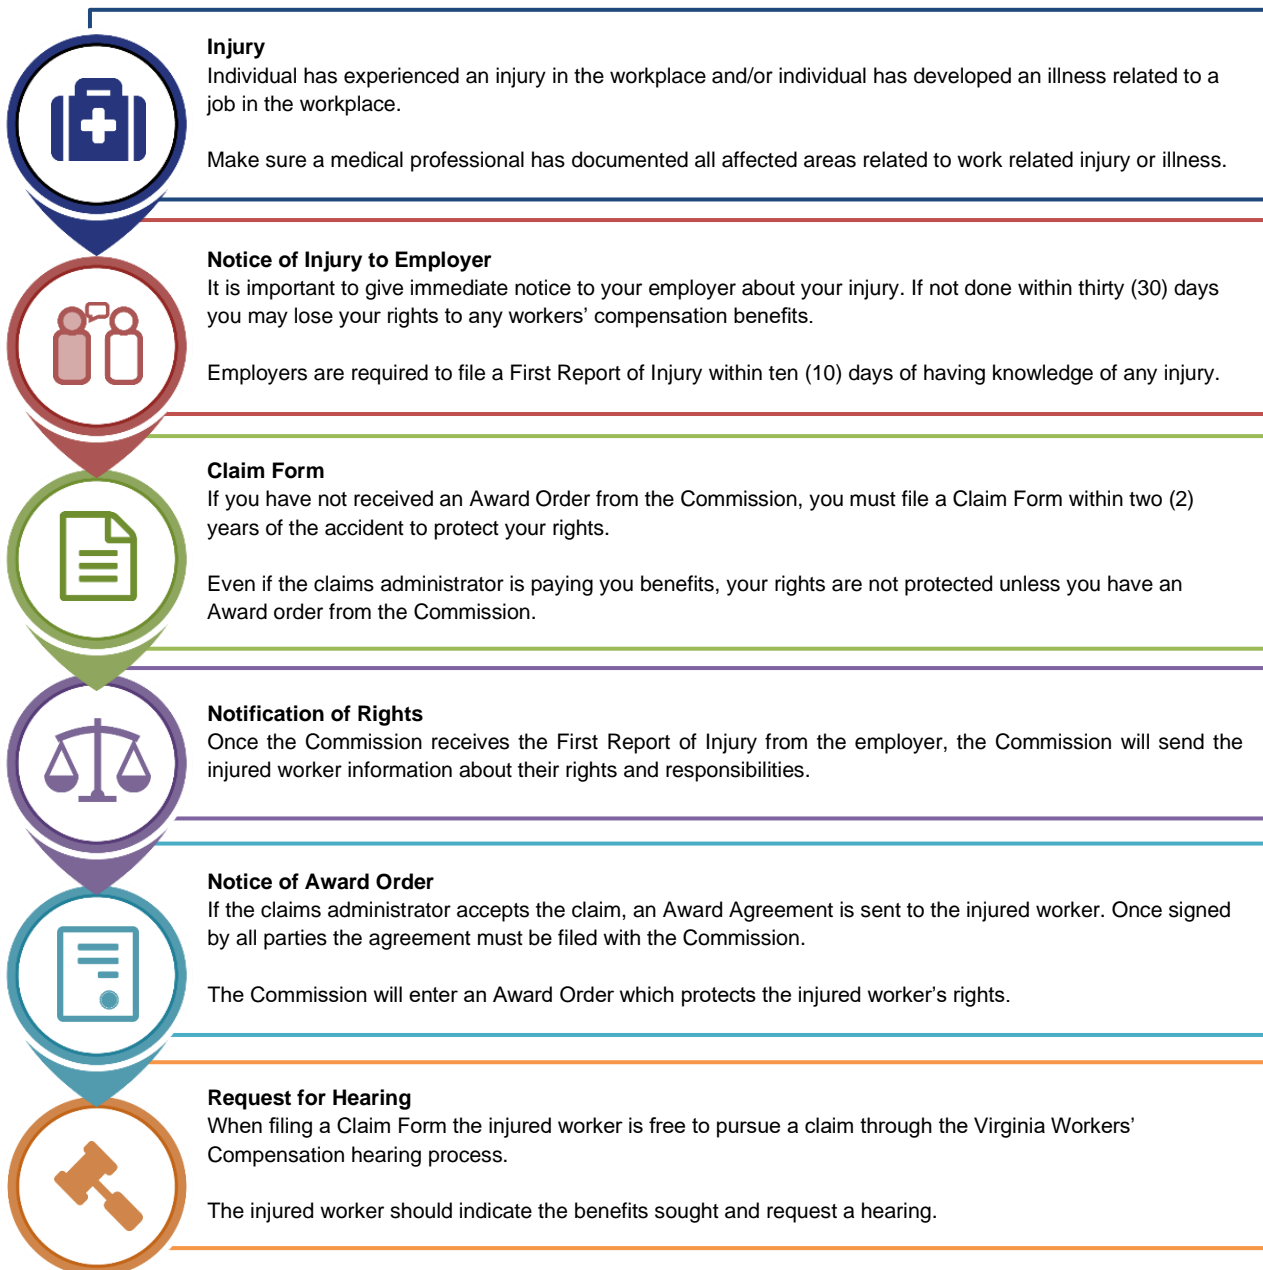 Injury
Individual has experienced an injury in the workplace and/or individual has developed an illness related to a
job in the workplace.
Make sure a medical professional has documented all affected areas related to work related injury or illness.
Notice of Injury to Employer
It is important to give immediate notice to your employer about your injury. If not done within thirty (30) days
you may lose your rights to any workers’ compensation benefits.
Employers are required to file a First Report of Injury within ten (10) days of having knowledge of any injury.
Claim Form
If you have not received an Award Order from the Commission, you must file a Claim Form within two (2)
years of the accident to protect your rights.
Even if the claims administrator is paying you benefits, your rights are not protected unless you have an
Award order from the Commission.
Notification of Rights
Once the Commission receives the First Report of Injury from the employer, the Commission will send the
injured worker information about their rights and responsibilities.
Notice of Award Order
If the claims administrator accepts the claim, an Award Agreement is sent to the injured worker. Once signed
by all parties the agreement must be filed with the Commission.
The Commission will enter an Award Order which protects the injured worker’s rights.
Request for Hearing
When filing a Claim Form the injured worker is free to pursue a claim through the Virginia Workers’
Compensation hearing process.
The injured worker should indicate the benefits sought and request a hearing.